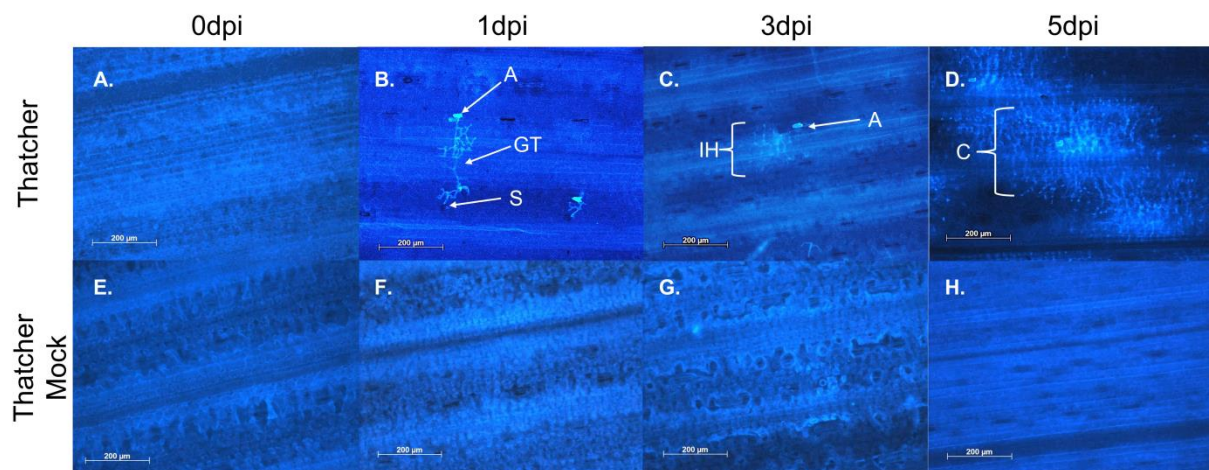 0dpi
1dpi
3dpi
5dpi
Thatcher
A.
200 µm
B.
A
GT
S
200 µm
C.
IH
A
200 µm
D.
C
200 µm
Thatcher
Mock
E.
200 µm
F.
200 µm
G.
200 µm
H.
200 µm